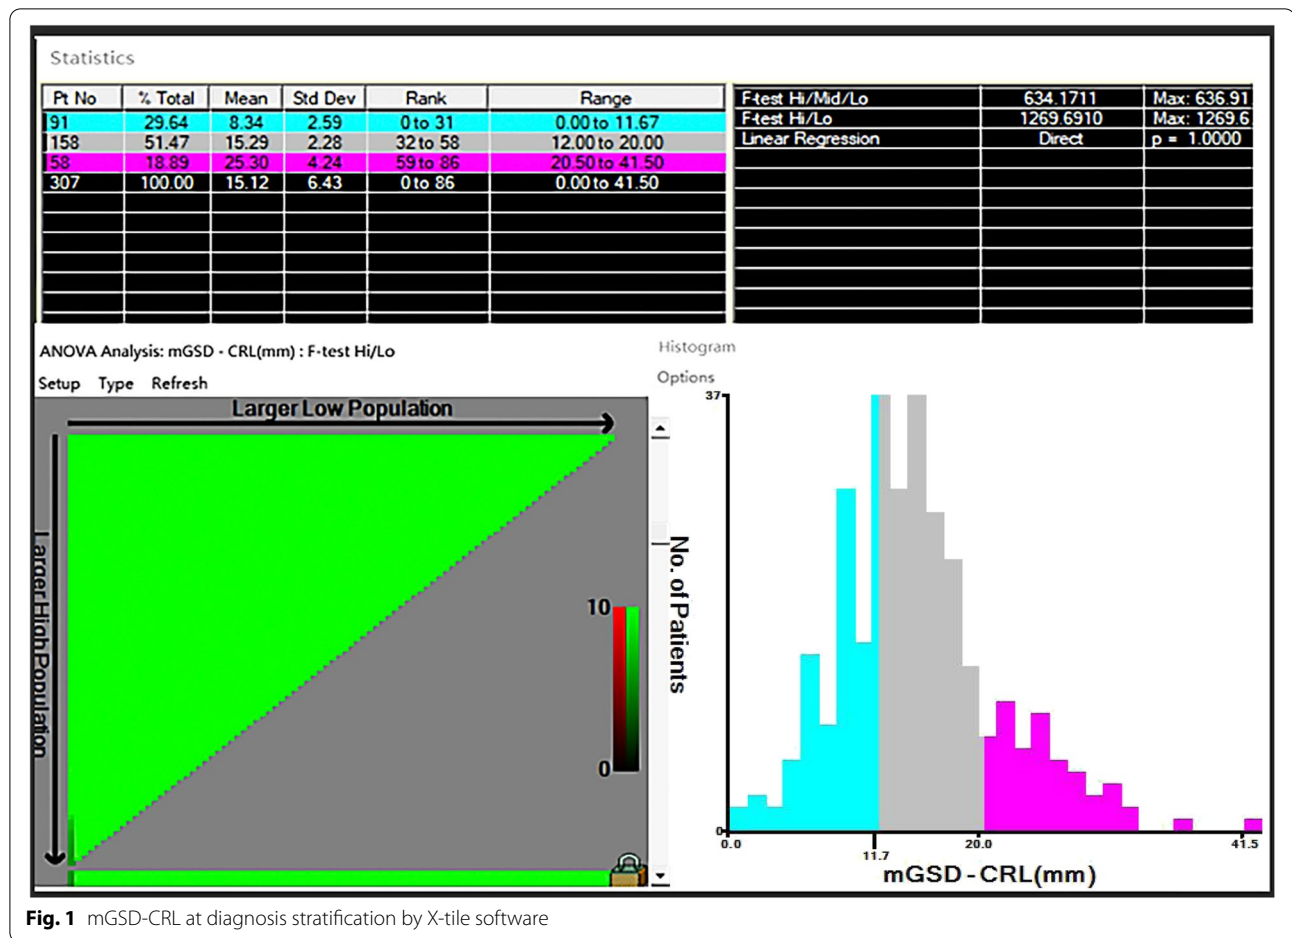 Statistics
Pt No % Total Mean Std Dev Rank Range
91 29.64 8.34 2.59 0 to 31 0.00 to 11.67
158 51.47 15.29 2.28 32 to 58 12.00 to 20.00
58 18.89 25.30 4.24 59 to 86 20.50 to 41.50
307 100.00 15.12 6.43 0 to 86 0.00 to 41.50
F-test Hi/Mid/Lo 634.1711 Max: 636.91
F-test Hi/Lo 1269.6910 Max: 1269.6
Linear Regression Direct p = 1.0000
ANOVA Analysis: mGSD - CRL(mm) : F-test Hi/Lo
Setup Type Refresh
Larger Low Population
Larger High Population
10
0
Histogram
Options
37
No. of Patients
0
0.0 11.7 20.0 41.5
mGSD - CRL(mm)
Fig. 1 mGSD-CRL at diagnosis stratification by X-tile software